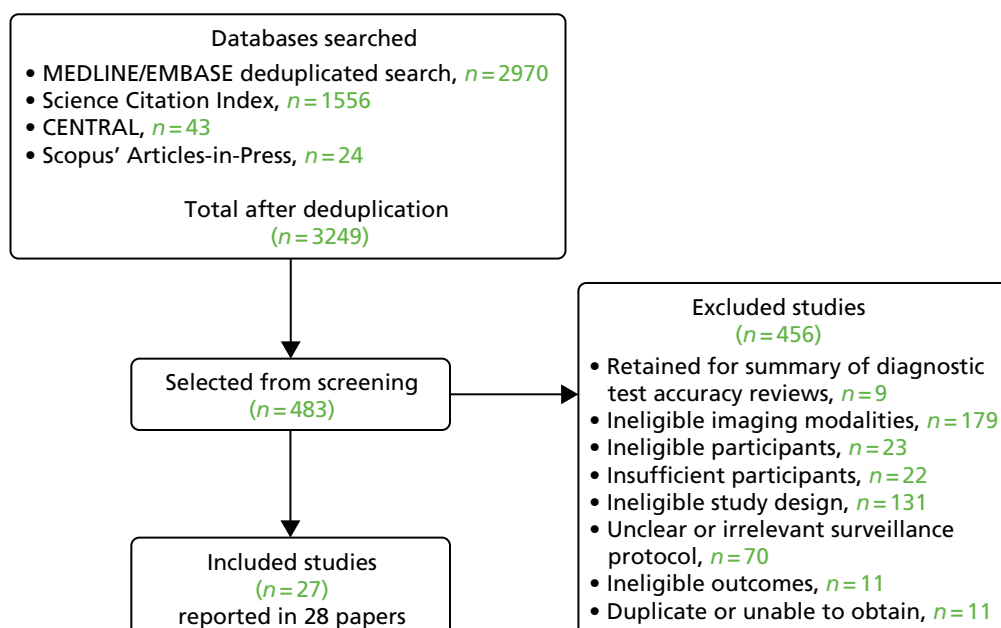 Databases searched
• MEDLINE/EMBASE deduplicated search, n=2970
• Science Citation Index, n=1556
• CENTRAL, n=43
• Scopus’ Articles-in-Press, n=24
Total after deduplication
(n=3249)
Selected from screening
(n=483)
Excluded studies
(n=456)
• Retained for summary of diagnostic
test accuracy reviews, n=9
• Ineligible imaging modalities, n=179
• Ineligible participants, n=23
• Insufficient participants, n=22
• Ineligible study design, n=131
• Unclear or irrelevant surveillance
protocol, n=70
• Ineligible outcomes, n=11
• Duplicate or unable to obtain, n=11
Included studies
(n=27)
reported in 28 papers